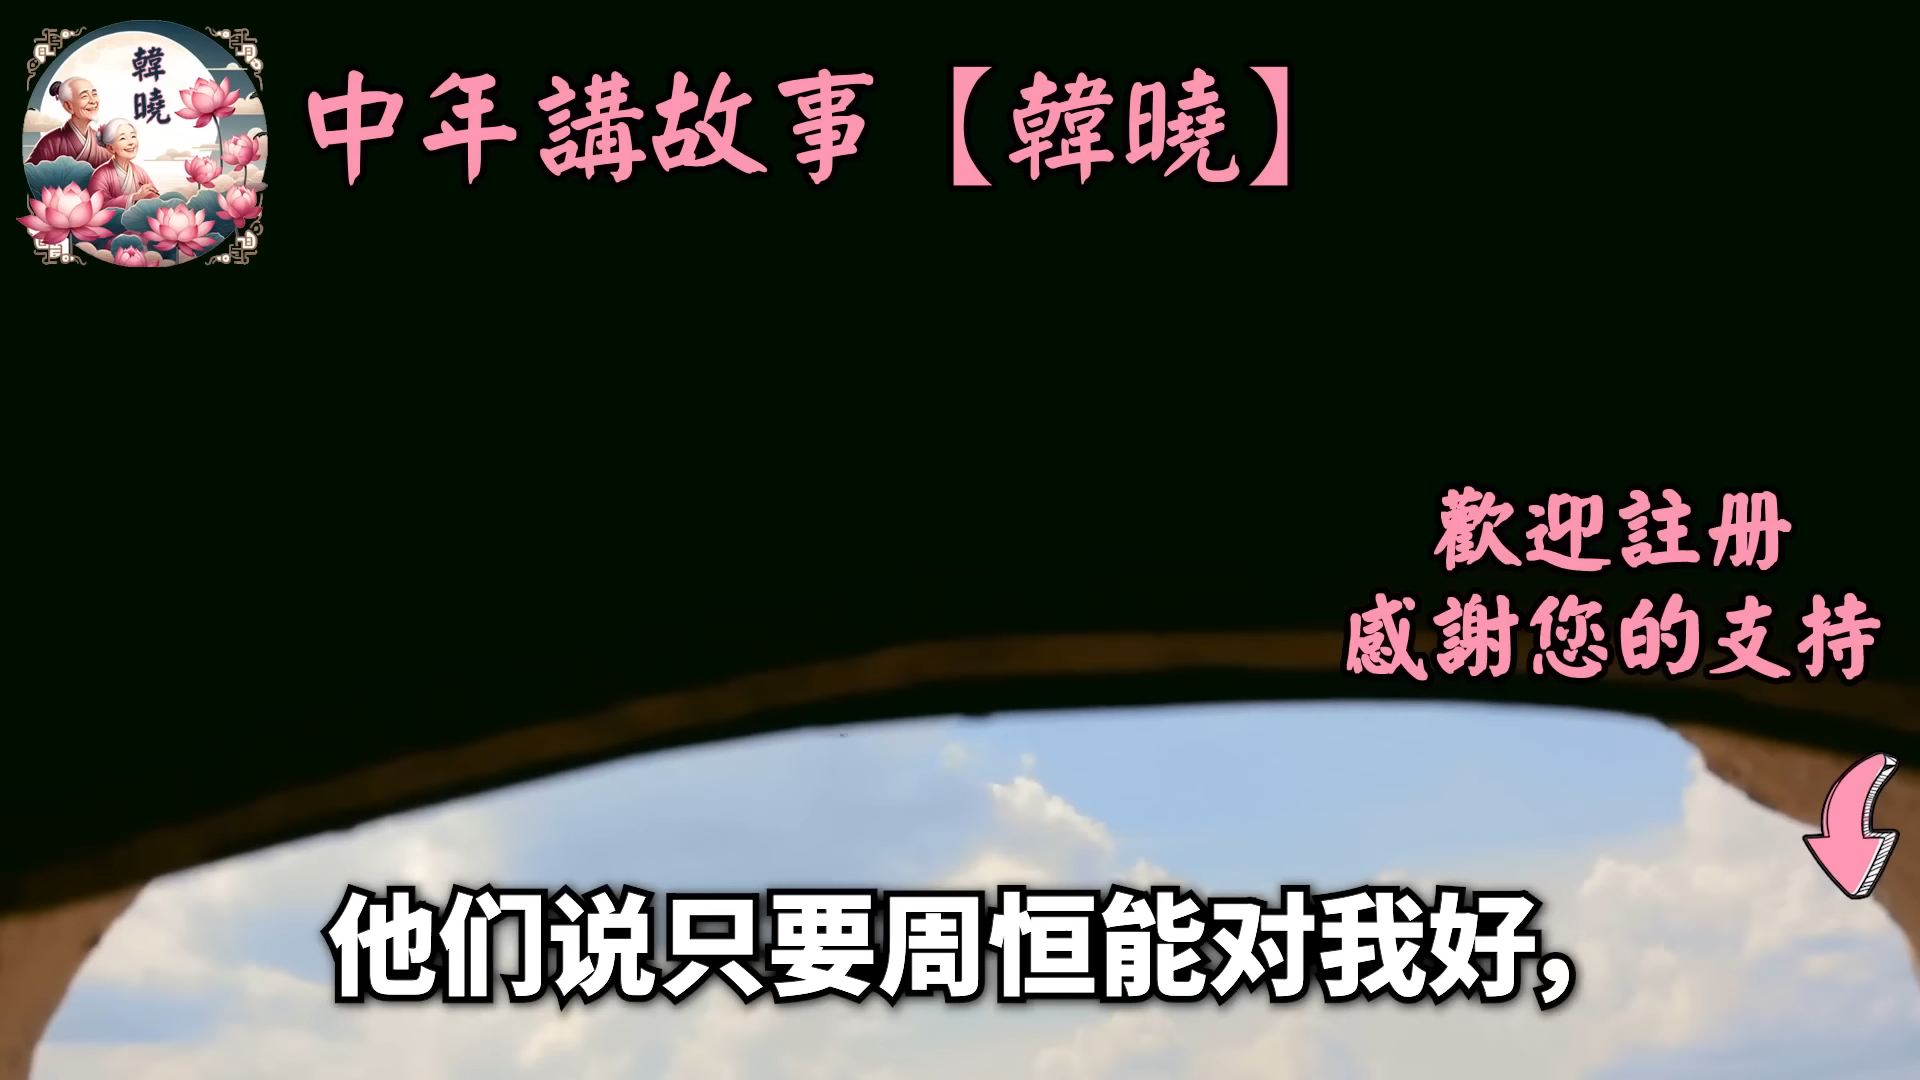 韓
曉
中年講故事【韓曉】
歡迎註册
感謝您的支持
他们说只要周恒能对我好,